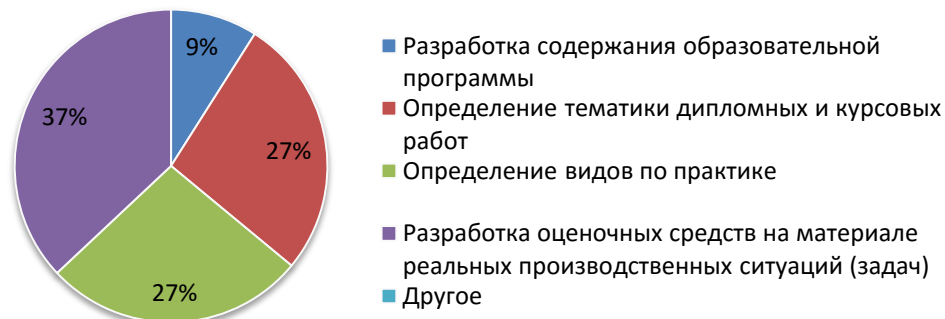 9%
27%
27%
37%
Разработка содержания образовательной
программы
Определение тематики дипломных и курсовых
работ
Определение видов по практике
Разработка оценочных средств на материале
реальных производственных ситуаций (задач)
Другое